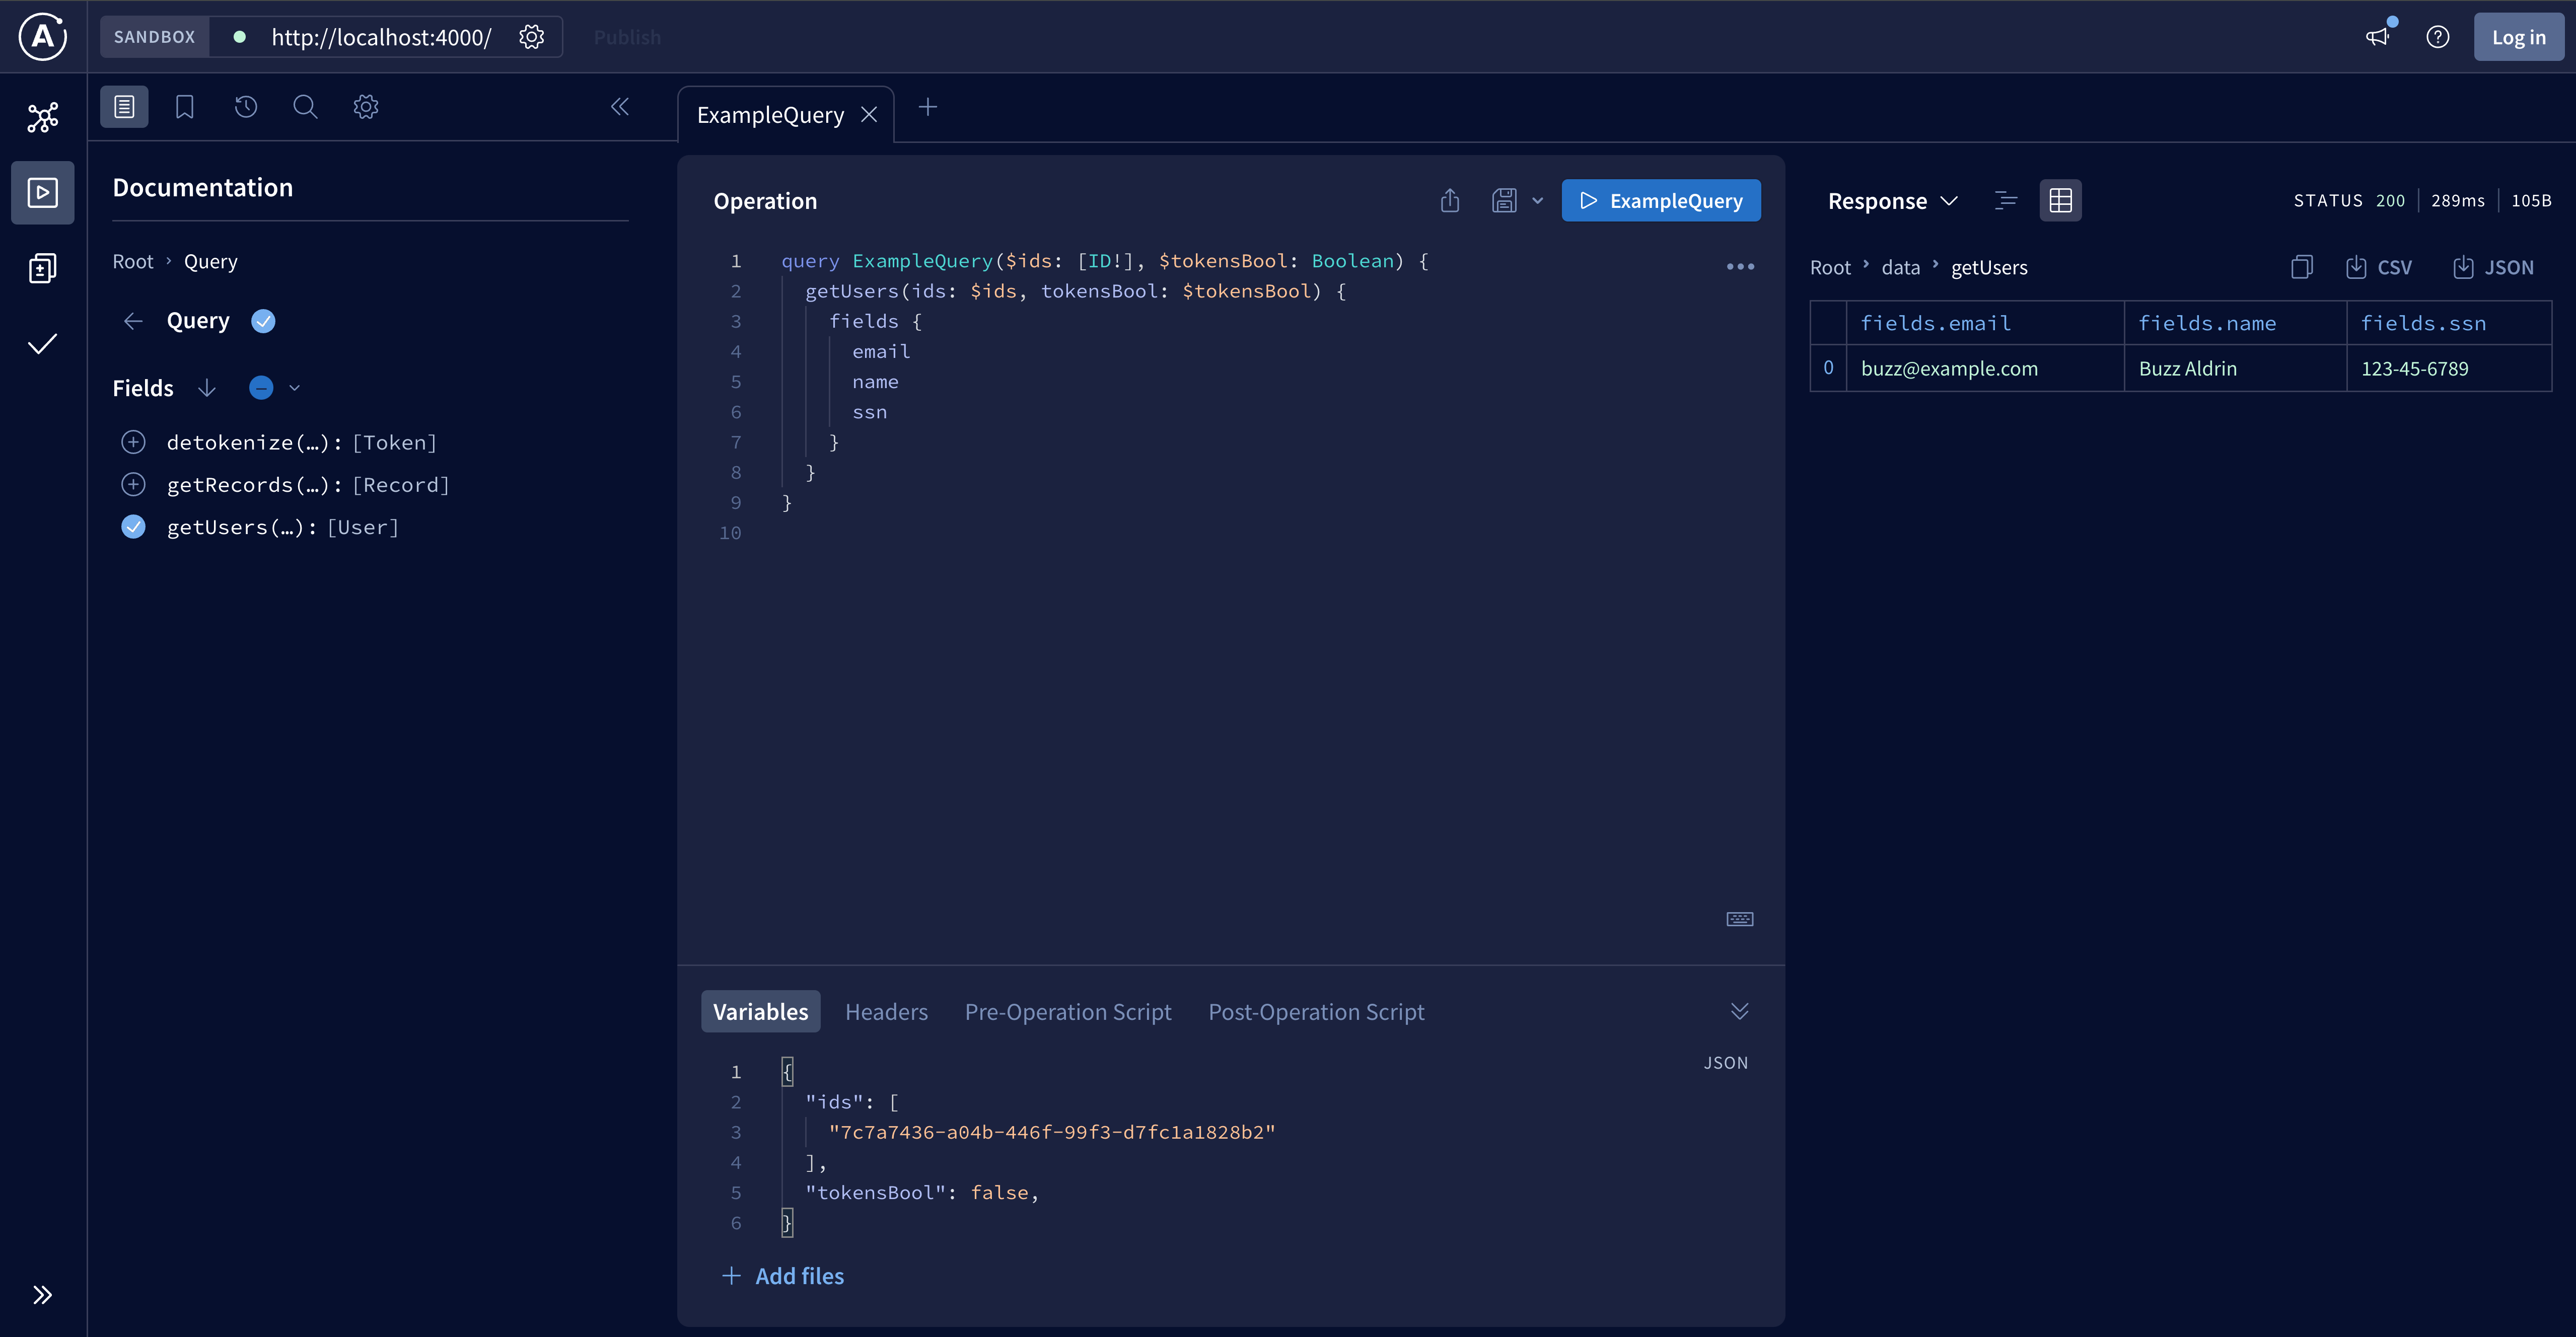 SANDBOX http://localhost:4000/ Publish Log in
Documentation
Root › Query
Query
Fields
detokenize(…): [Token]
getRecords(…): [Record]
getUsers(…): [User]
ExampleQuery
Operation
ExampleQuery
1 query ExampleQuery($ids: [ID!], $tokensBool: Boolean) {
2 getUsers(ids: $ids, tokensBool: $tokensBool) {
3 fields {
4 email
5 name
6 ssn
7 }
8 }
9 }
10
Variables Headers Pre-Operation Script Post-Operation Script
JSON
1 {
2 "ids": [
3 "7c7a7436-a04b-446f-99f3-d7fc1a1828b2"
4 ],
5 "tokensBool": false,
6 }
+ Add files
Response STATUS 200 289ms 105B
Root › data › getUsers CSV JSON
fields.email fields.name fields.ssn
0 buzz@example.com Buzz Aldrin 123-45-6789